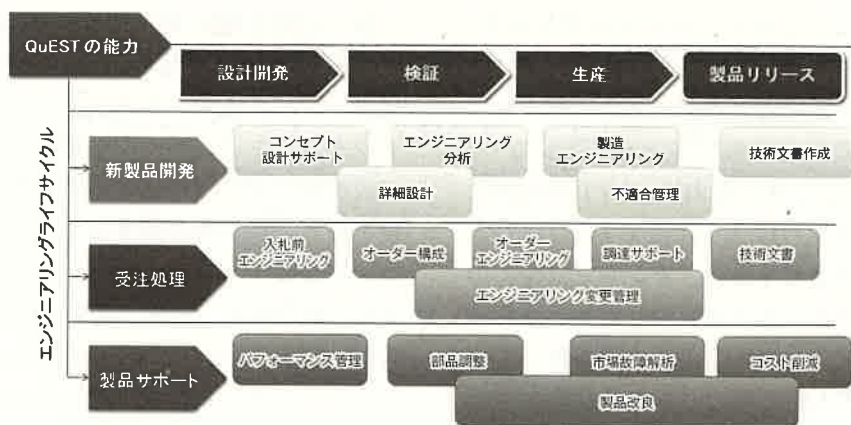 QuESTの能力
設計開発
検証
生産
製品リリース
エンジニアリングライフサイクル
新製品開発
コンセプト
設計サポート
エンジニアリング
分析
製造
エンジニアリング
技術文書作成
詳細設計
不適合管理
受注処理
入札前
エンジニアリング
オーダー構成
オーダー
エンジニアリング
調達サポート
技術文書
エンジニアリング変更管理
製品サポート
パフォーマンス管理
部品調整
市場故障解析
コスト削減
製品改良